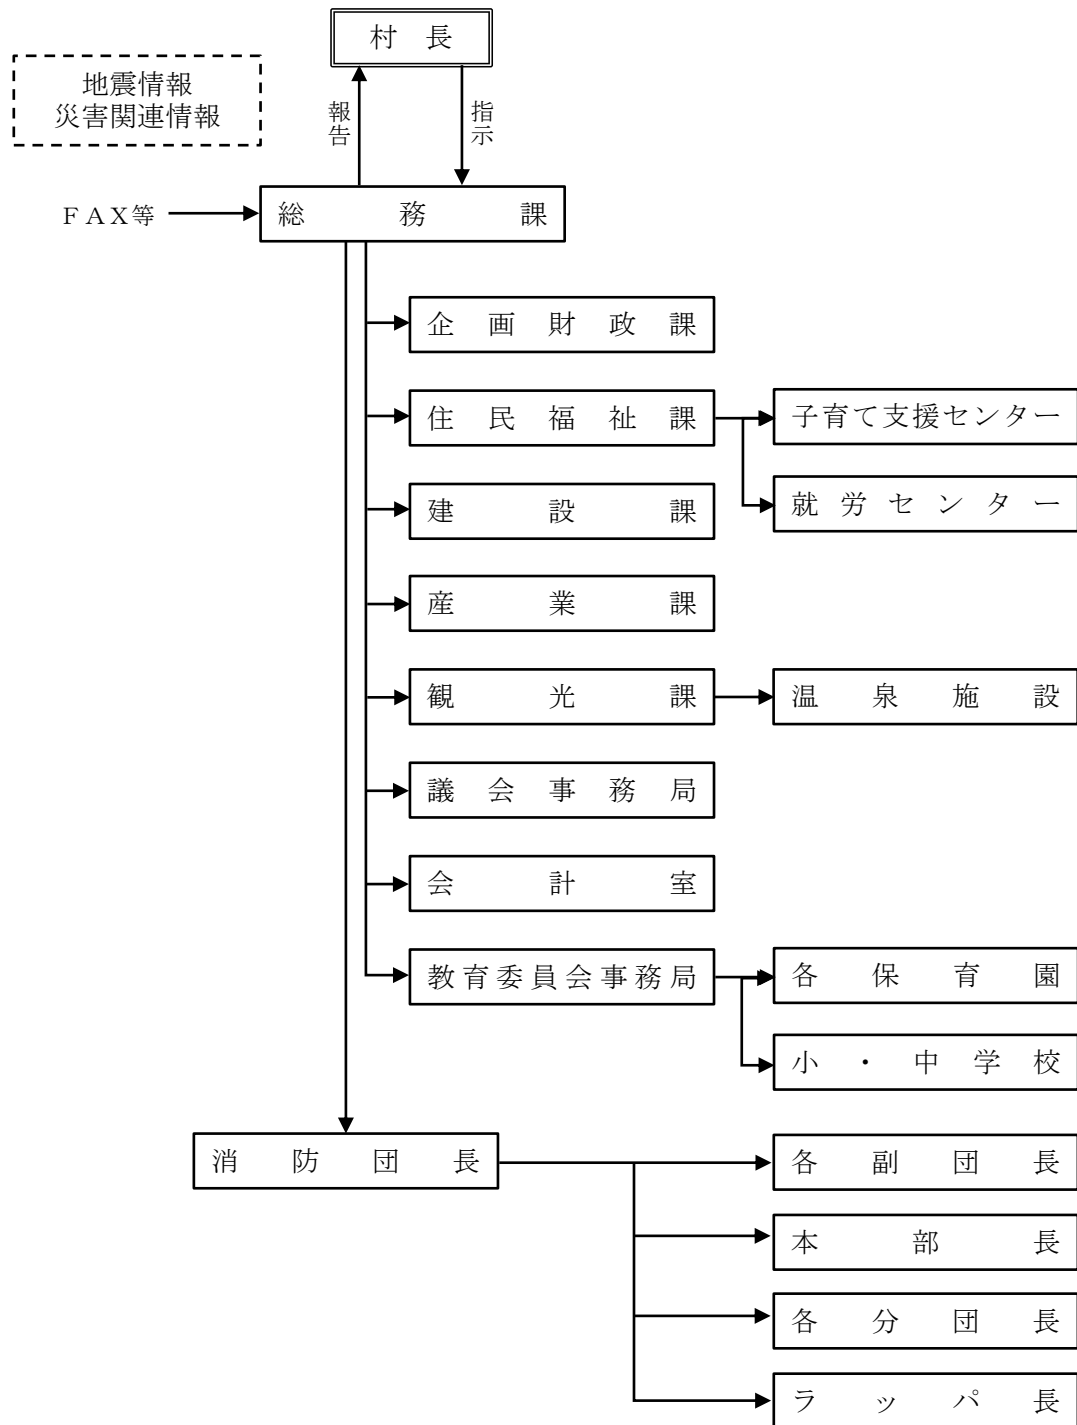 村長
地震情報
災害関連情報
報告
指示
ＦＡＸ等
総務課
企画財政課
住民福祉課
子育て支援センター
就労センター
建設課
産業課
観光課
温泉施設
議会事務局
会計室
教育委員会事務局
各保育園
小・中学校
消防団長
各副団長
本部長
各分団長
ラッパ長